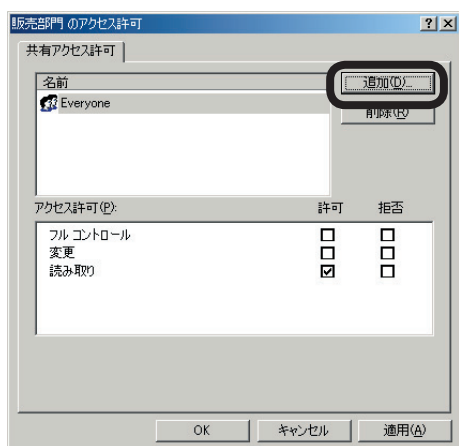 販売部門 のアクセス許可
共有アクセス許可
名前
追加(D)...
Everyone
削除(R)
アクセス許可(P):
許可
拒否
フル コントロール
変更
読み取り
OK
キャンセル
適用(A)